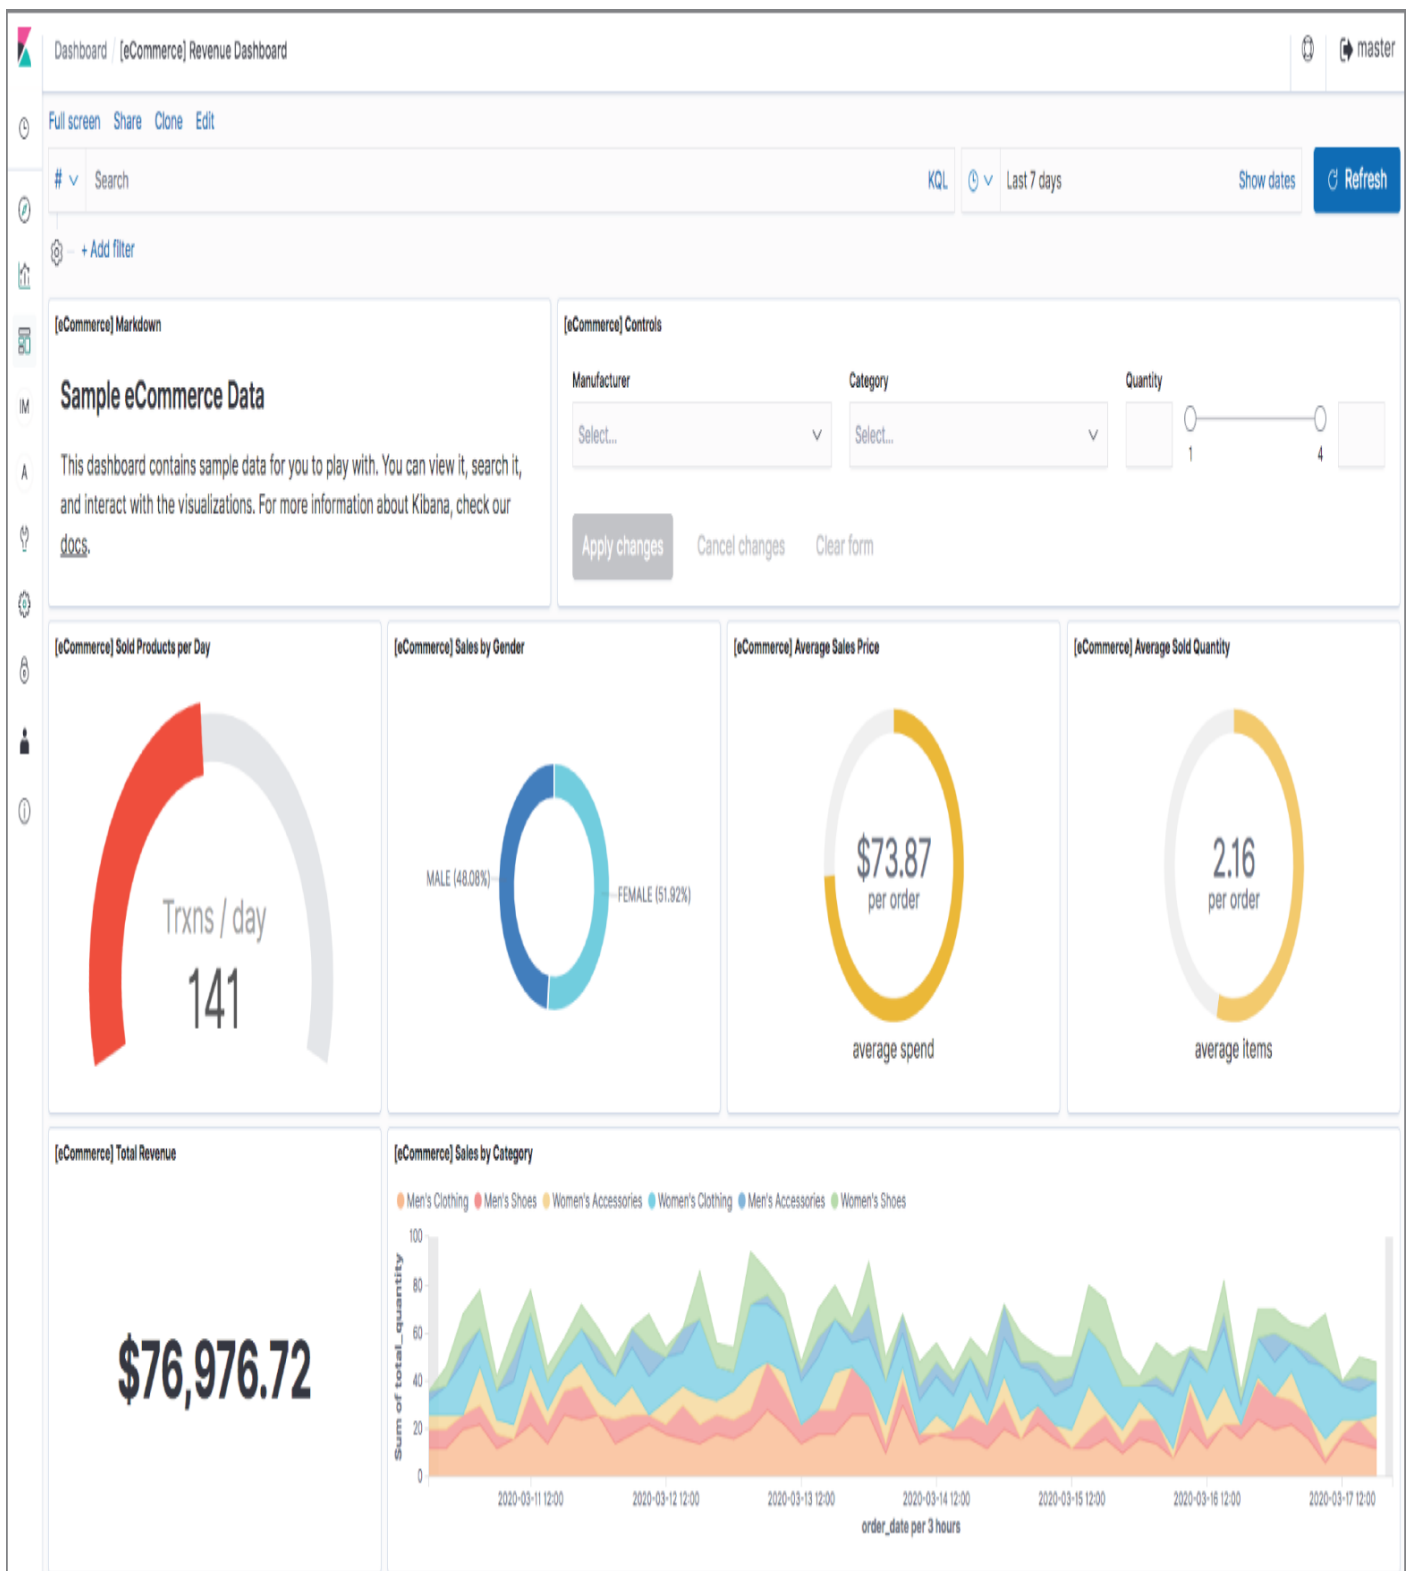 Dashboard / [eCommerce] Revenue Dashboard
master
Full screen Share Clone Edit
# Search KQL Last 7 days Show dates Refresh
+ Add filter
[eCommerce] Markdown
Sample eCommerce Data
This dashboard contains sample data for you to play with. You can view it, search it,
and interact with the visualizations. For more information about Kibana, check our
docs.
[eCommerce] Controls
Manufacturer Category Quantity
Select... Select... 1 4
Apply changes Cancel changes Clear form
IM
A
[eCommerce] Sold Products per Day
Trxns / day
141
[eCommerce] Sales by Gender
MALE (48.08%)
FEMALE (51.92%)
[eCommerce] Average Sales Price
$73.87
per order
average spend
[eCommerce] Average Sold Quantity
2.16
per order
average items
[eCommerce] Total Revenue
$76,976.72
[eCommerce] Sales by Category
Men's Clothing Men's Shoes Women's Accessories Women's Clothing Men's Accessories Women's Shoes
100
80
60
40
20
0
Sum of total_quantity
2020-03-11 12:00 2020-03-12 12:00 2020-03-13 12:00 2020-03-14 12:00 2020-03-15 12:00 2020-03-16 12:00 2020-03-17 12:00
order_date per 3 hours